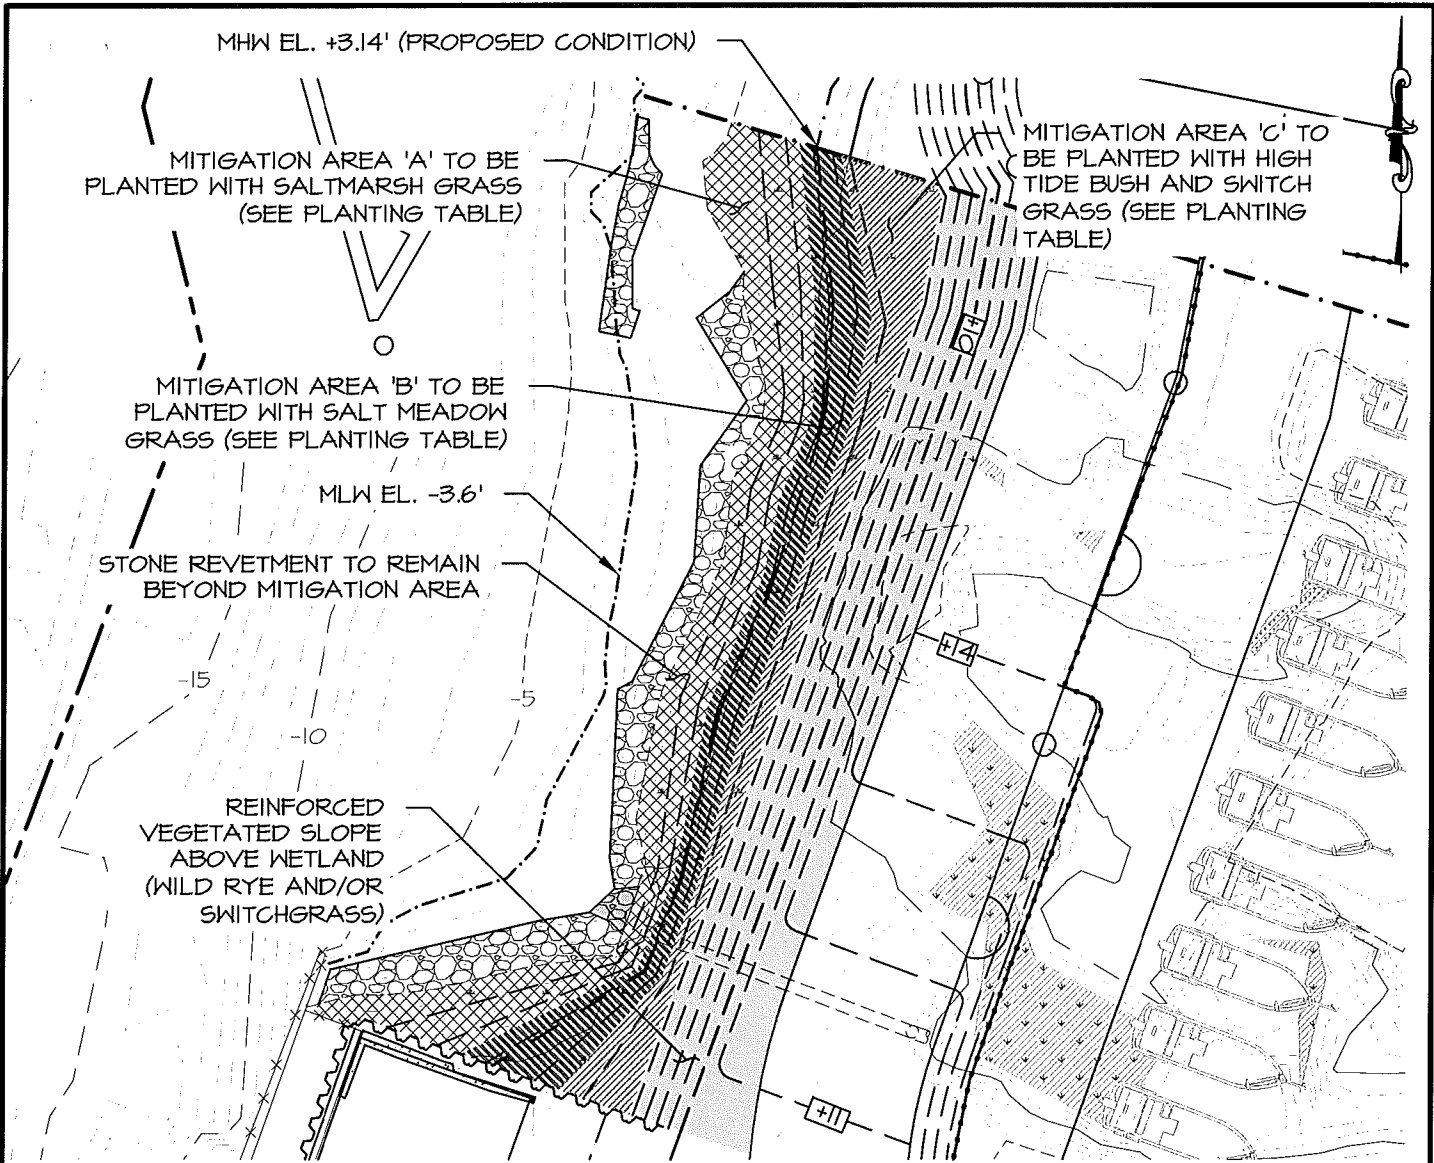 MHW EL. +3.14' (PROPOSED CONDITION)
MITIGATION AREA 'A' TO BE
PLANTED WITH SALTMARSH GRASS
(SEE PLANTING TABLE)
MITIGATION AREA 'C' TO
BE PLANTED WITH HIGH
TIDE BUSH AND SWITCH
GRASS (SEE PLANTING
TABLE)
+10
MITIGATION AREA 'B' TO BE
PLANTED WITH SALT MEADOW
GRASS (SEE PLANTING TABLE)
MLW EL. -3.6'
STONE REVETMENT TO REMAIN
BEYOND MITIGATION AREA
+14
-15
-5
-10
REINFORCED
VEGETATED SLOPE
ABOVE WETLAND
(WILD RYE AND/OR
SWITCHGRASS)
+11